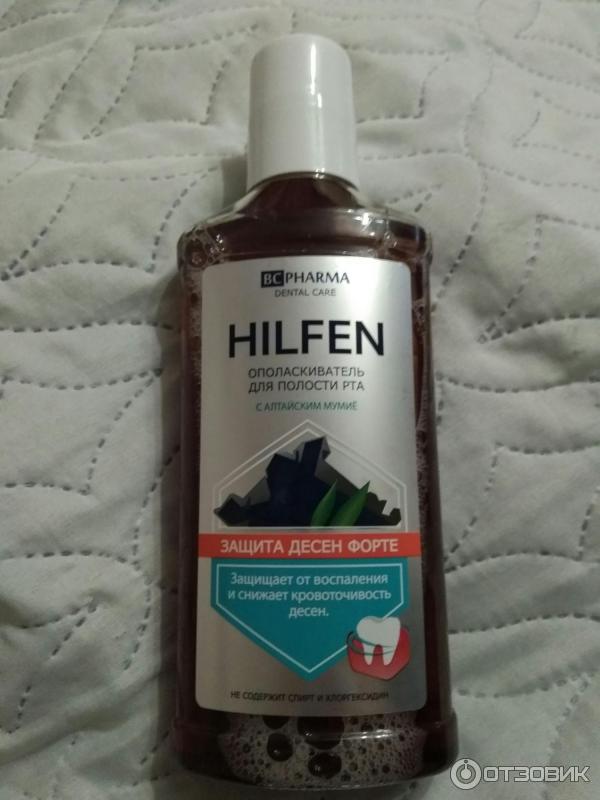 BC PHARMA
DENTAL CARE
HILFEN
ОПОЛАСКИВАТЕЛЬ
ДЛЯ ПОЛОСТИ РТА
С АЛТАЙСКИМ МУМИЁ
ЗАЩИТА ДЕСЕН ФОРТЕ
Защищает от воспаления
и снижает кровоточивость
десен.
НЕ СОДЕРЖИТ СПИРТ И ХЛОРГЕКСИДИН
ОТЗОВИК